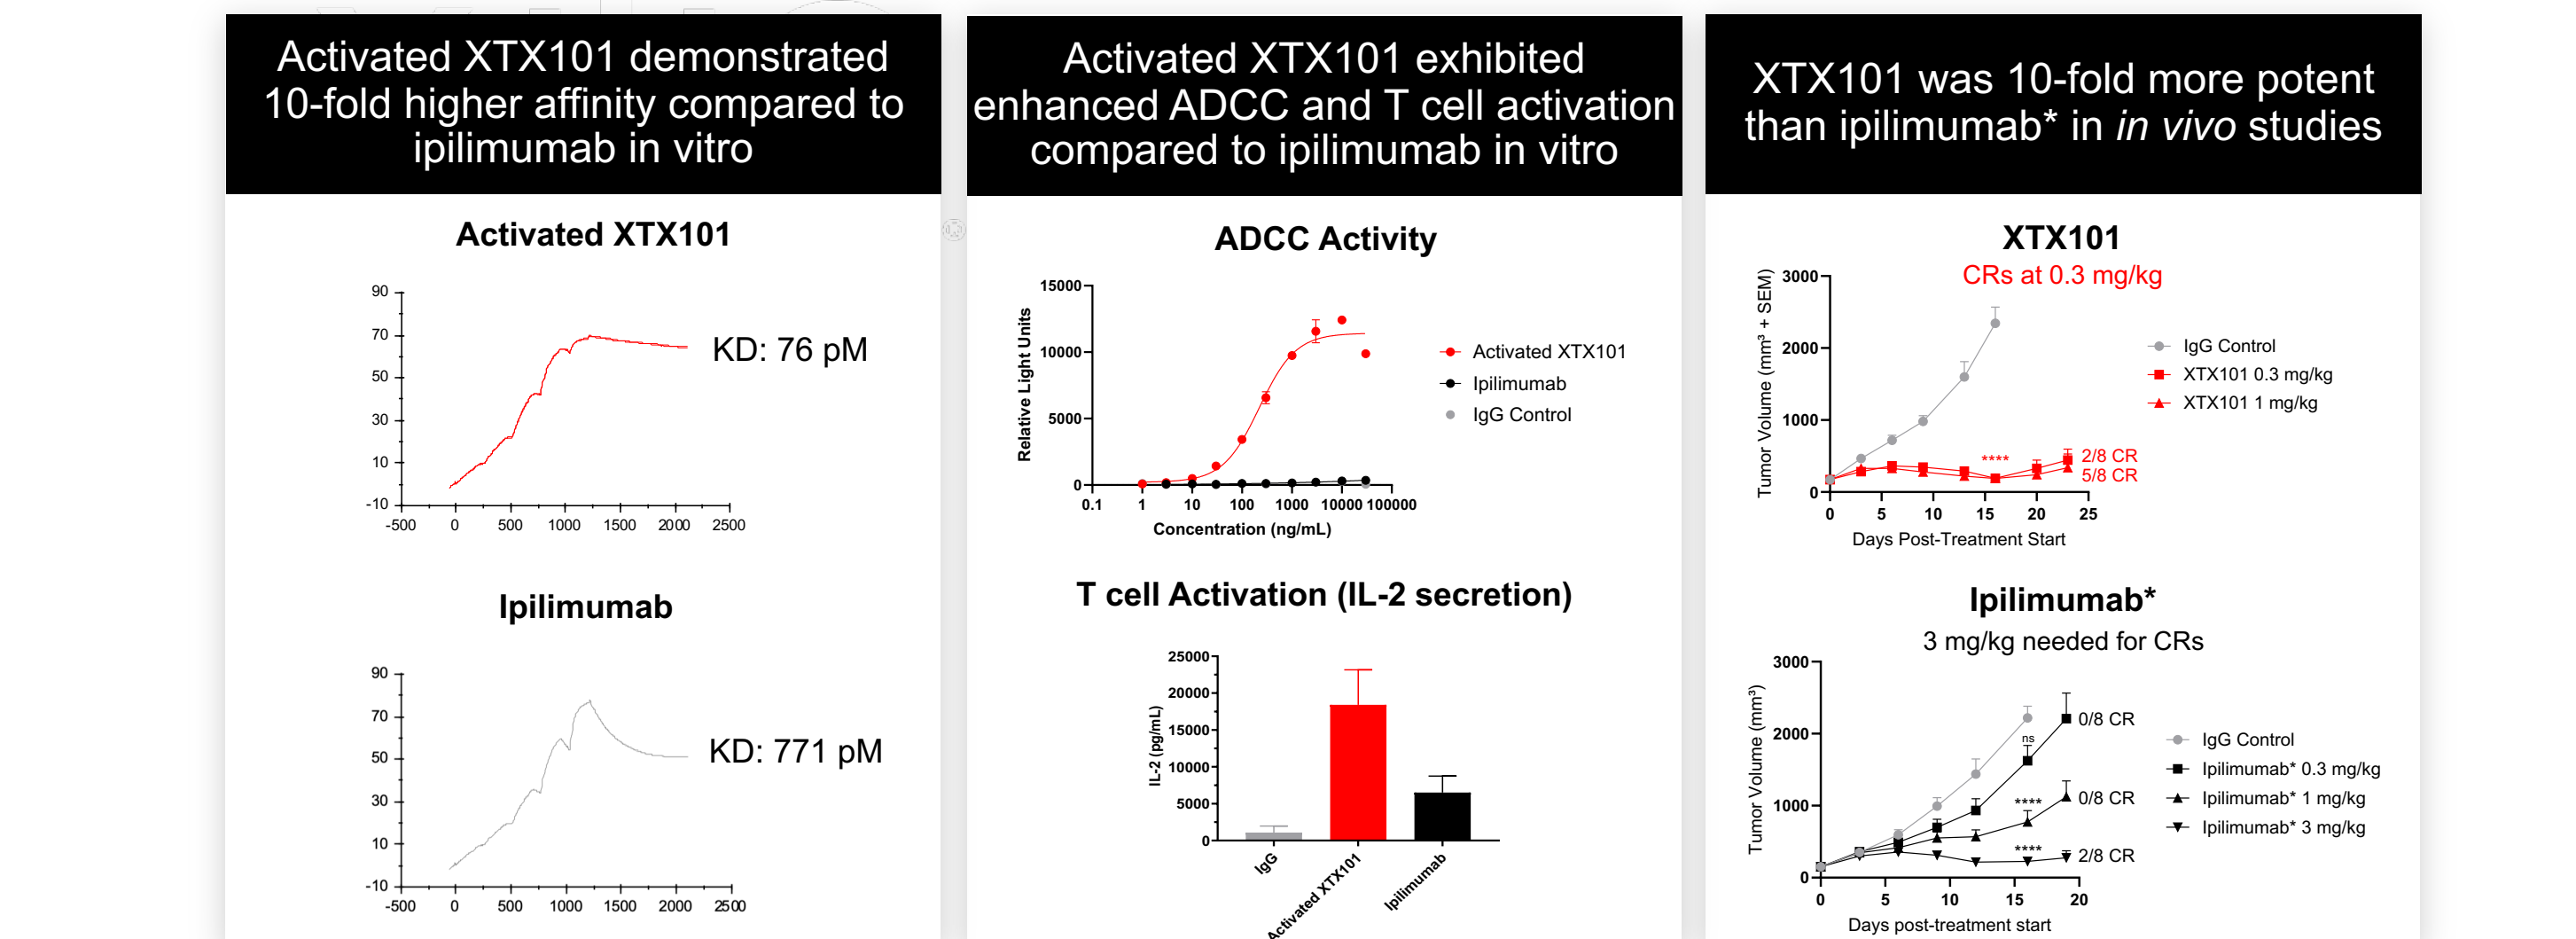 Activated XTX101 demonstrated
10-fold higher affinity compared to
ipilimumab in vitro
Activated XTX101
90
70
50
30
10
-10
-500 0 500 1000 1500 2000 2500
KD: 76 pM
Ipilimumab
90
70
50
30
10
-10
-500 0 500 1000 1500 2000 2500
KD: 771 pM
Activated XTX101 exhibited
enhanced ADCC and T cell activation
compared to ipilimumab in vitro
ADCC Activity
Relative Light Units
15000
10000
5000
0
0.1 1 10 100 1000 10000 100000
Concentration (ng/mL)
Activated XTX101
Ipilimumab
IgG Control
T cell Activation (IL-2 secretion)
IL-2 (pg/mL)
25000
20000
15000
10000
5000
0
IgG
Activated XTX101
Ipilimumab
XTX101 was 10-fold more potent
than ipilimumab* in in vivo studies
XTX101
CRs at 0.3 mg/kg
Tumor Volume (mm³ + SEM)
3000
2000
1000
0
****
2/8 CR
5/8 CR
0 5 10 15 20 25
Days Post-Treatment Start
IgG Control
XTX101 0.3 mg/kg
XTX101 1 mg/kg
Ipilimumab*
3 mg/kg needed for CRs
Tumor Volume (mm³)
3000
2000
1000
0
ns
****
****
0/8 CR
0/8 CR
2/8 CR
0 5 10 15 20
Days post-treatment start
IgG Control
Ipilimumab* 0.3 mg/kg
Ipilimumab* 1 mg/kg
Ipilimumab* 3 mg/kg